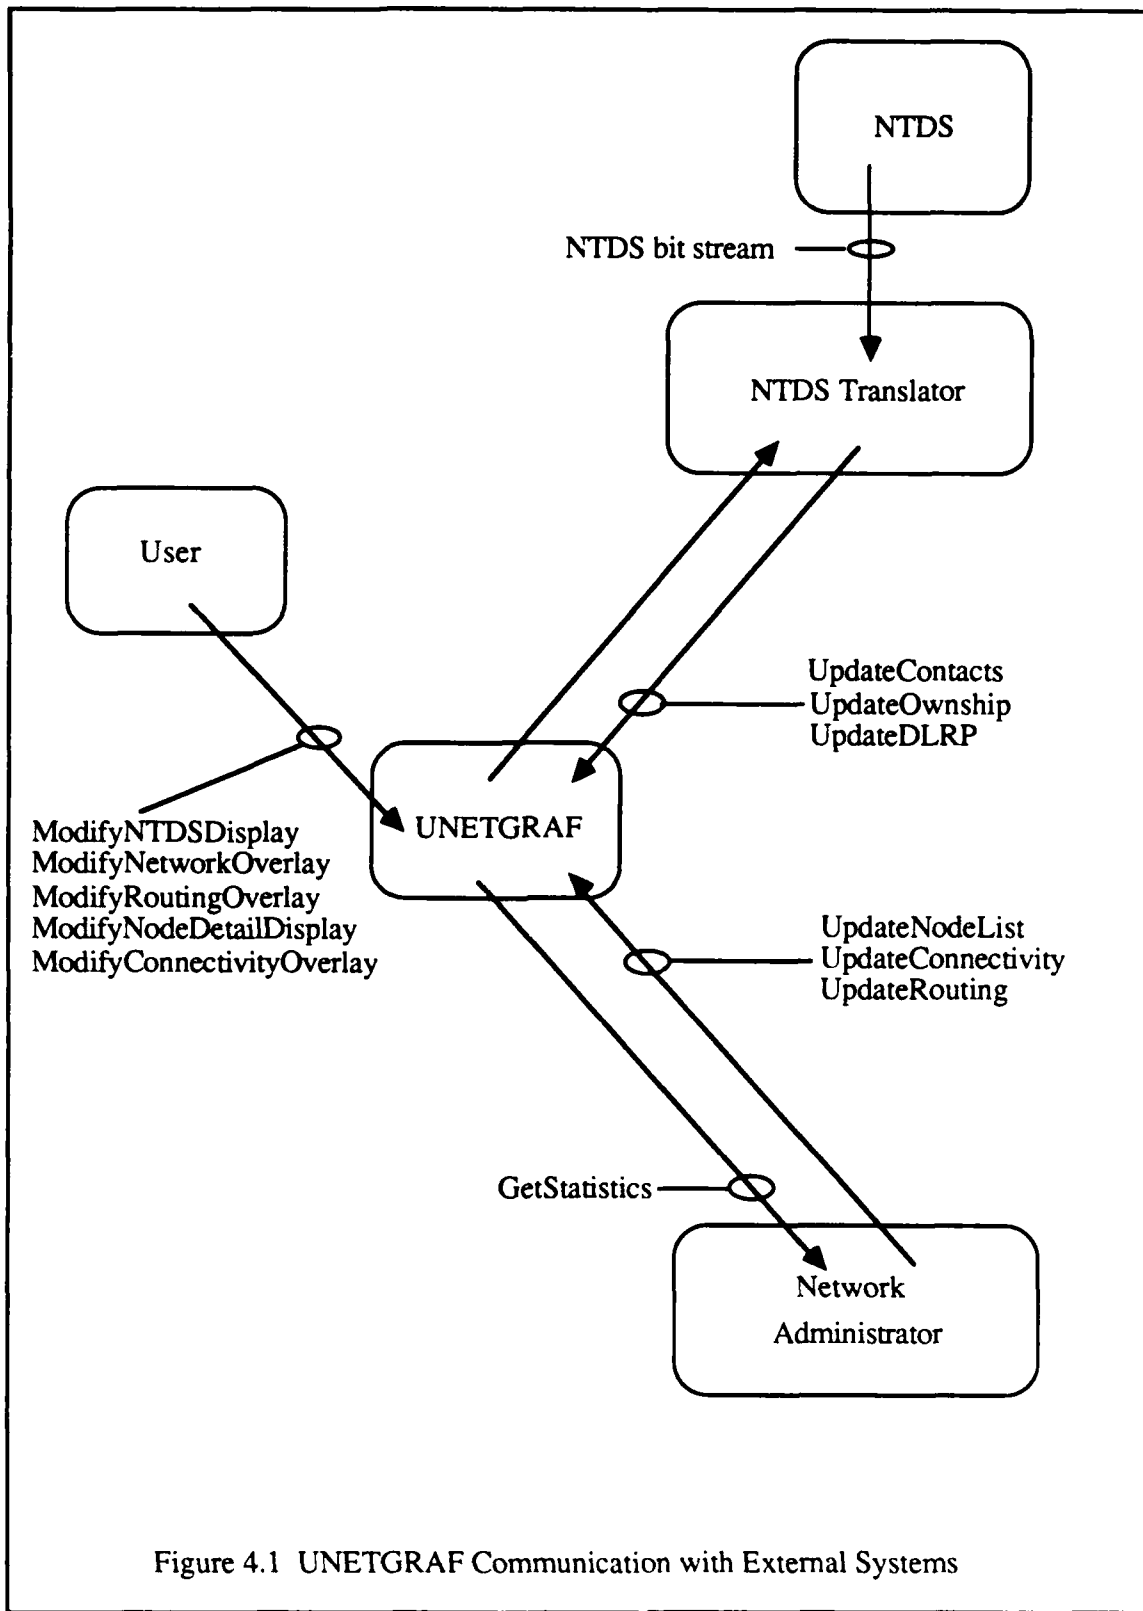 NTDS
NTDS bit stream
NTDS Translator
User
UpdateContacts
UpdateOwnship
UpdateDLRP
UNETGRAF
ModifyNTDSDisplay
ModifyNetworkOverlay
ModifyRoutingOverlay
ModifyNodeDetailDisplay
ModifyConnectivityOverlay
UpdateNodeList
UpdateConnectivity
UpdateRouting
GetStatistics
Network
Administrator
Figure 4.1 UNETGRAF Communication with External Systems